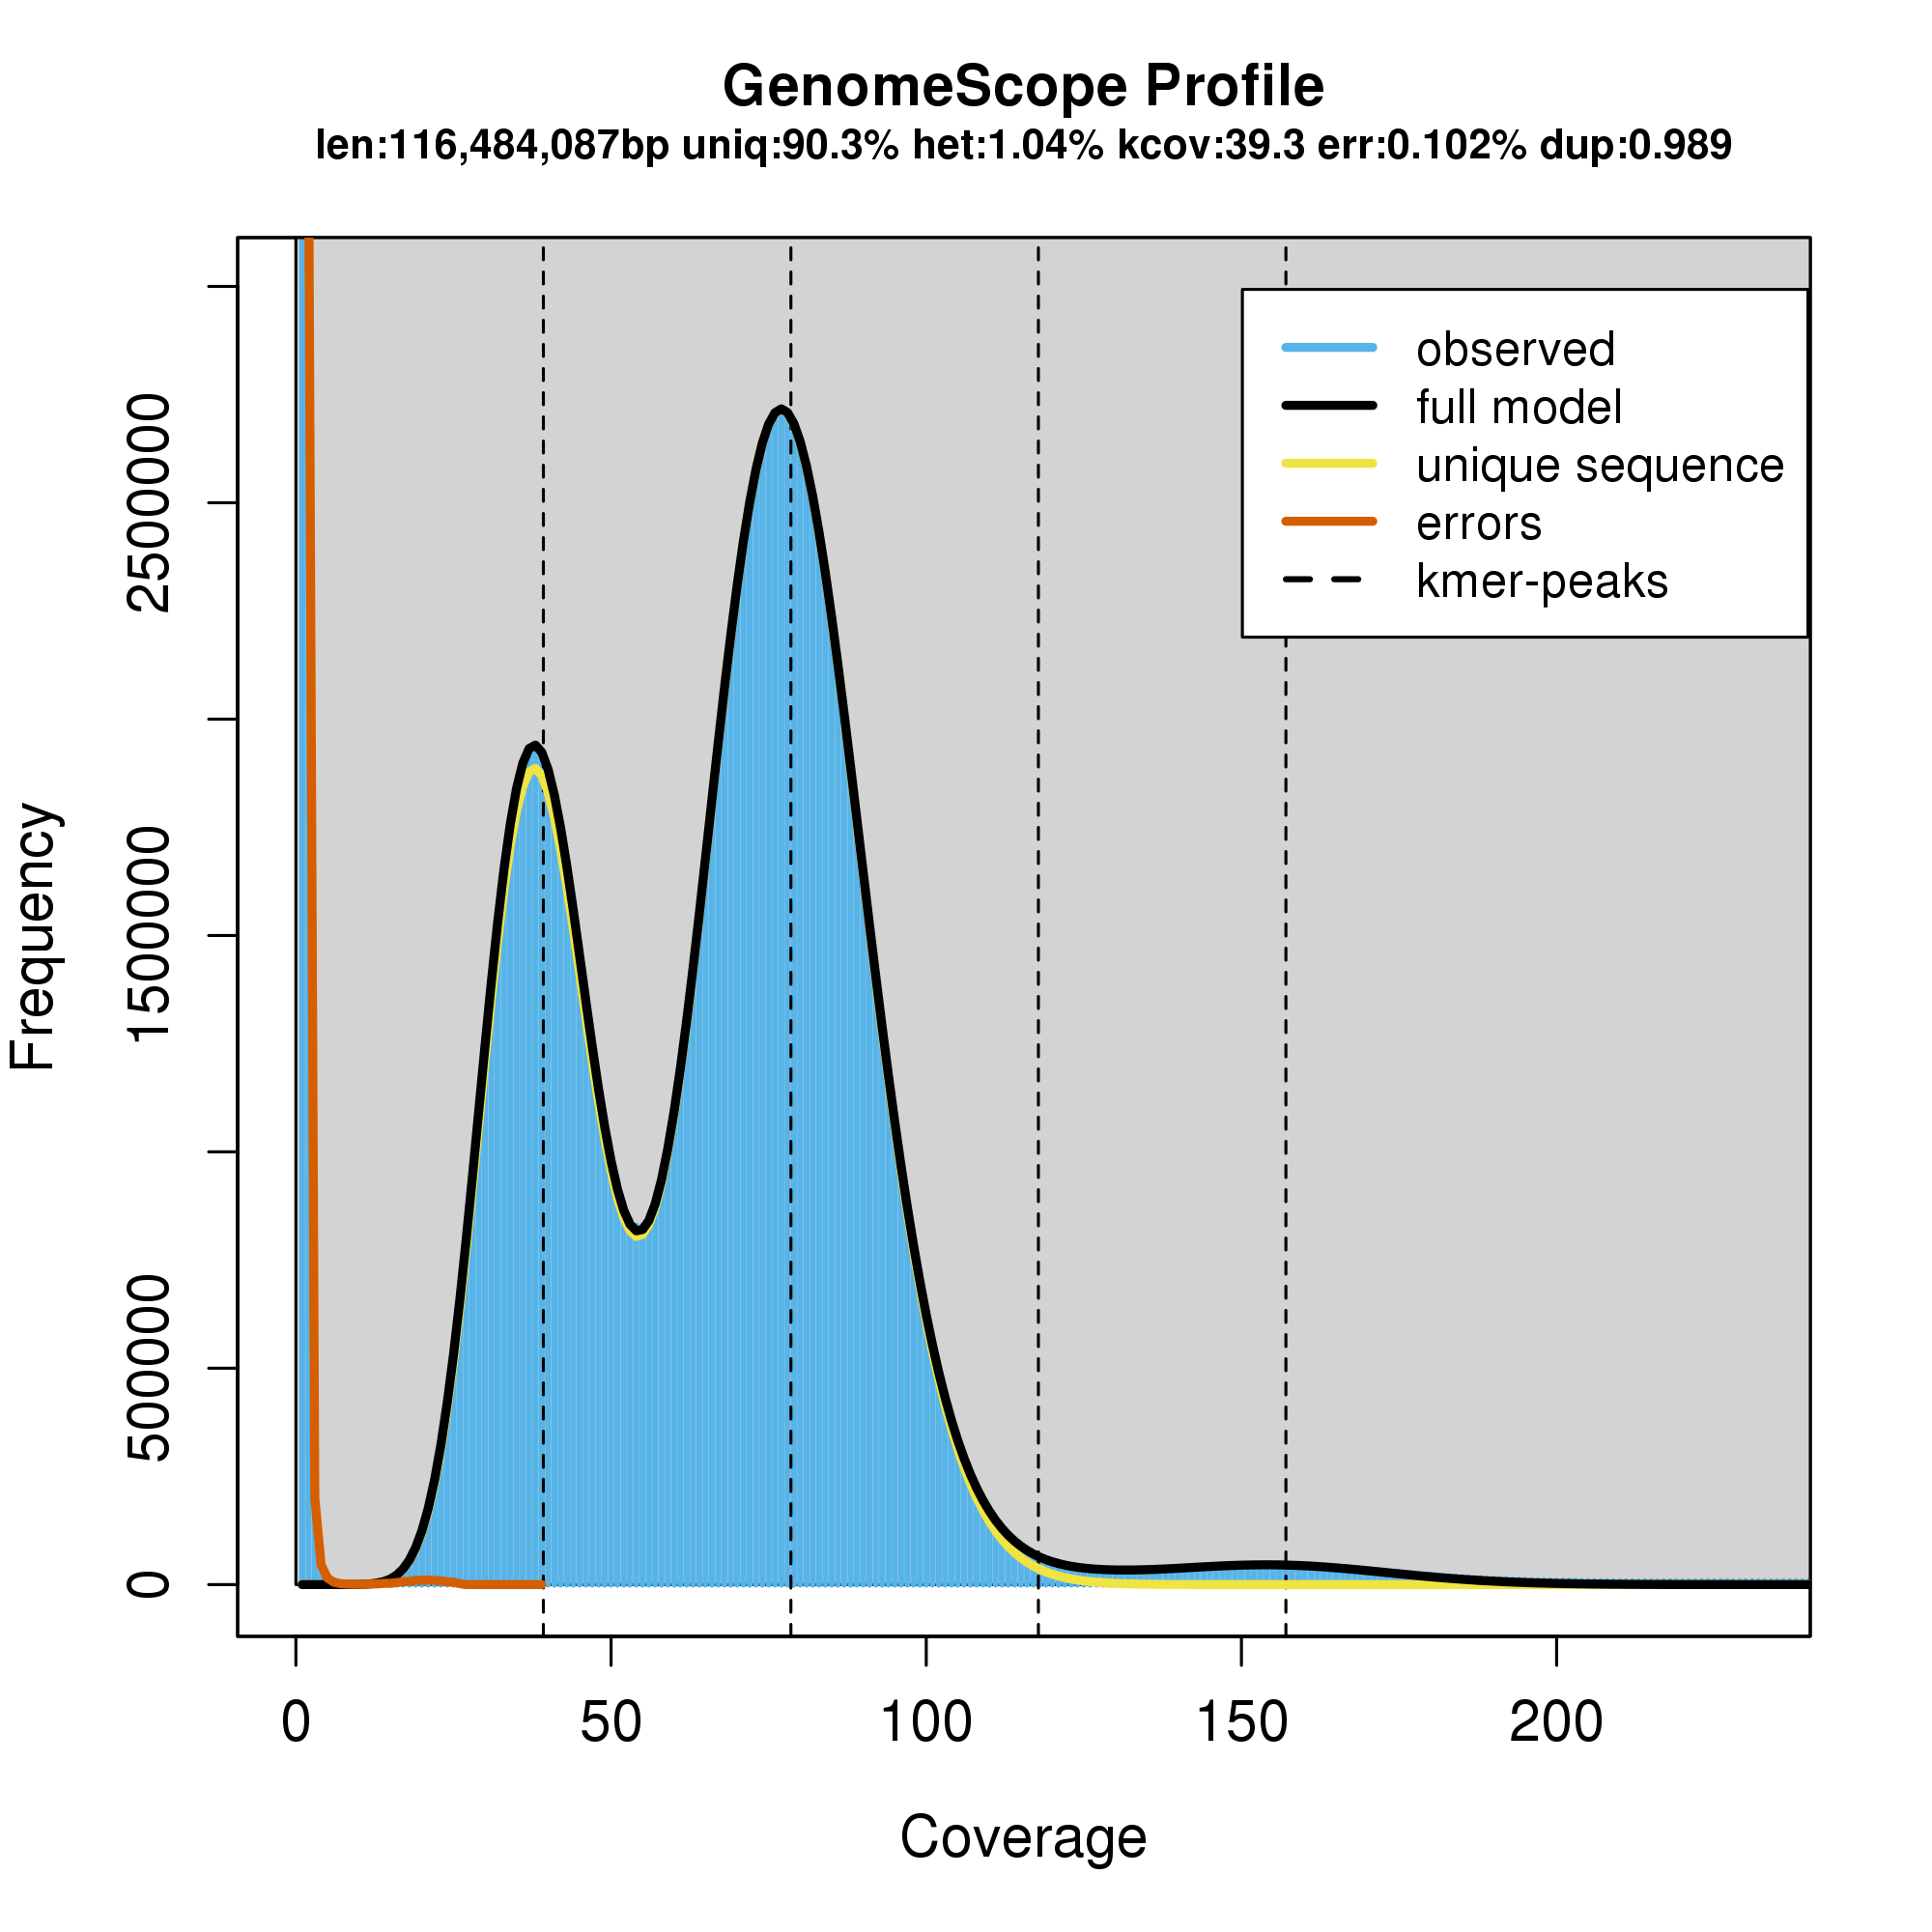 GenomeScope Profile
len:116,484,087bp uniq:90.3% het:1.04% kcov:39.3 err:0.102% dup:0.989
observed
full model
unique sequence
errors
kmer-peaks
Frequency
2500000
1500000
500000
0
0 50 100 150 200
Coverage